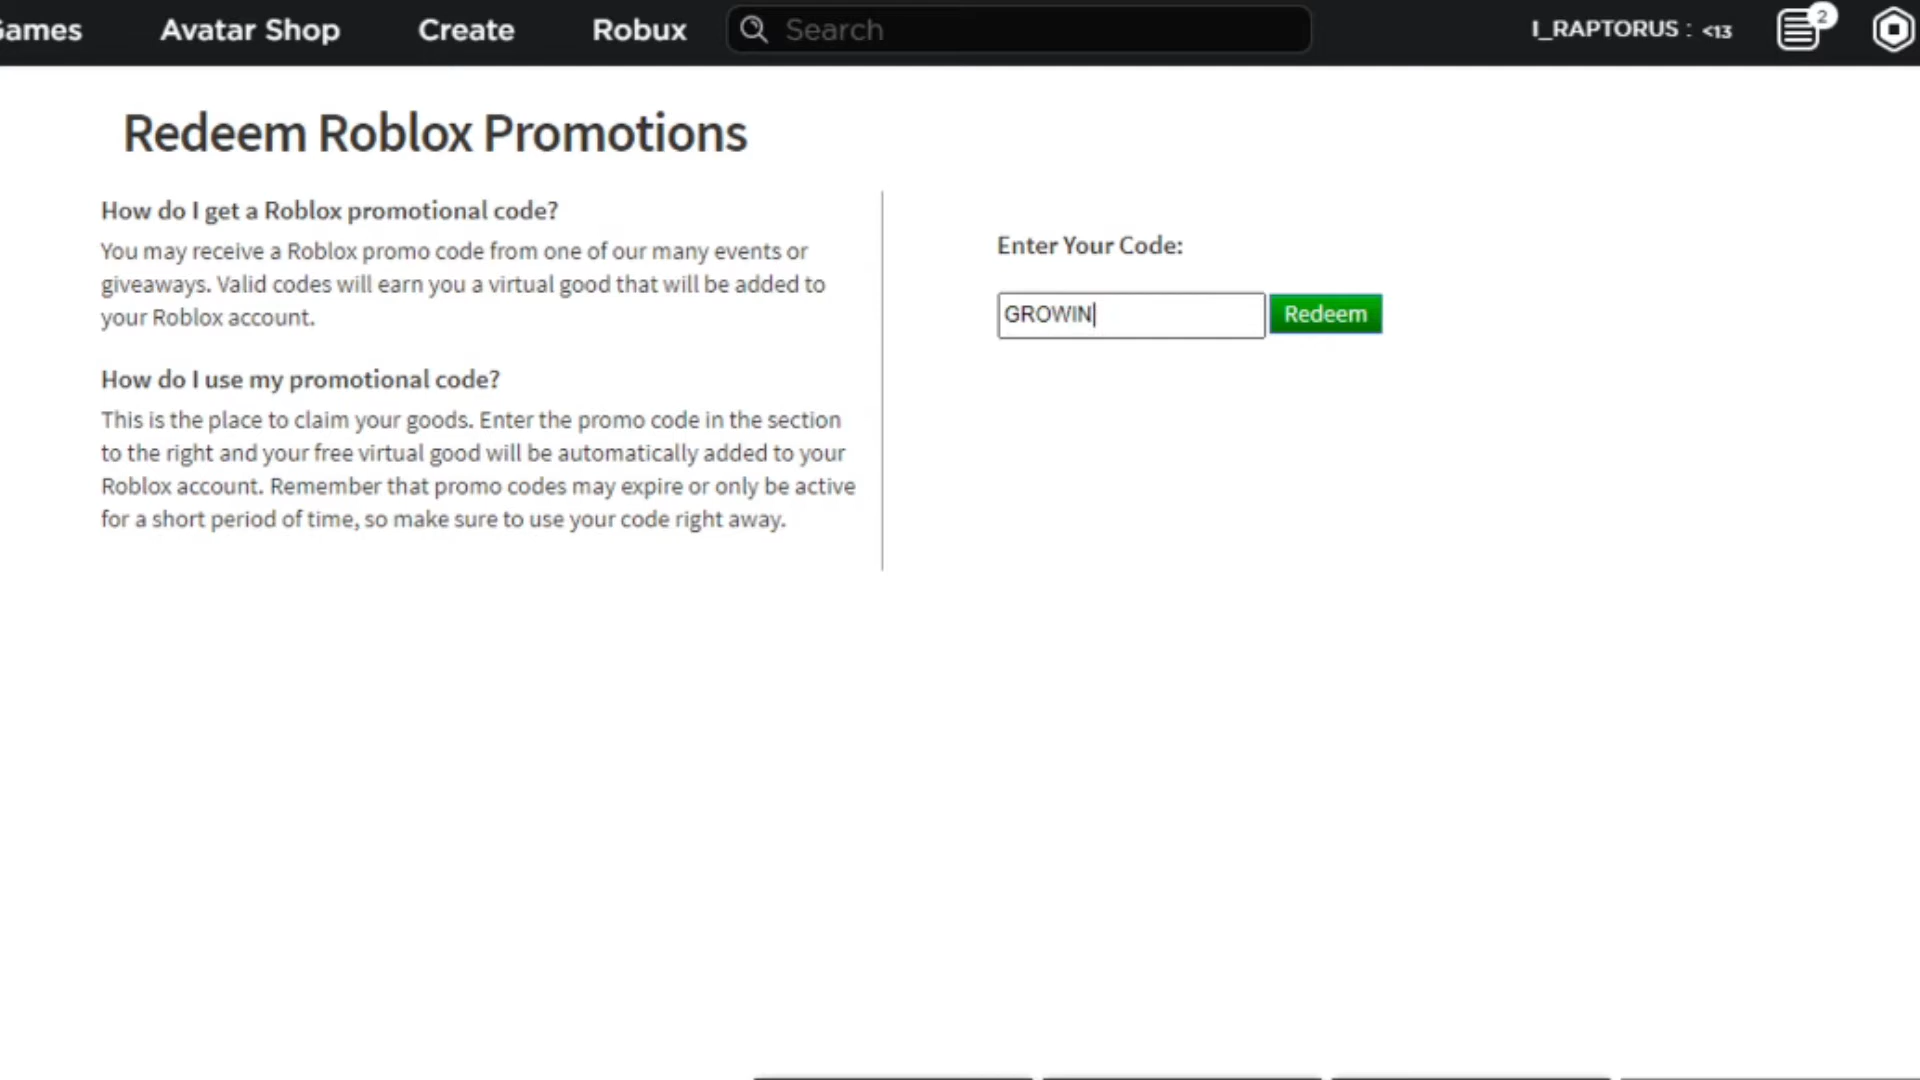 Games Avatar Shop Create Robux Search I_RAPTORUS : <13 2
Redeem Roblox Promotions
How do I get a Roblox promotional code?
You may receive a Roblox promo code from one of our many events or
giveaways. Valid codes will earn you a virtual good that will be added to
your Roblox account.
How do I use my promotional code?
This is the place to claim your goods. Enter the promo code in the section
to the right and your free virtual good will be automatically added to your
Roblox account. Remember that promo codes may expire or only be active
for a short period of time, so make sure to use your code right away.
Enter Your Code:
GROWIN Redeem